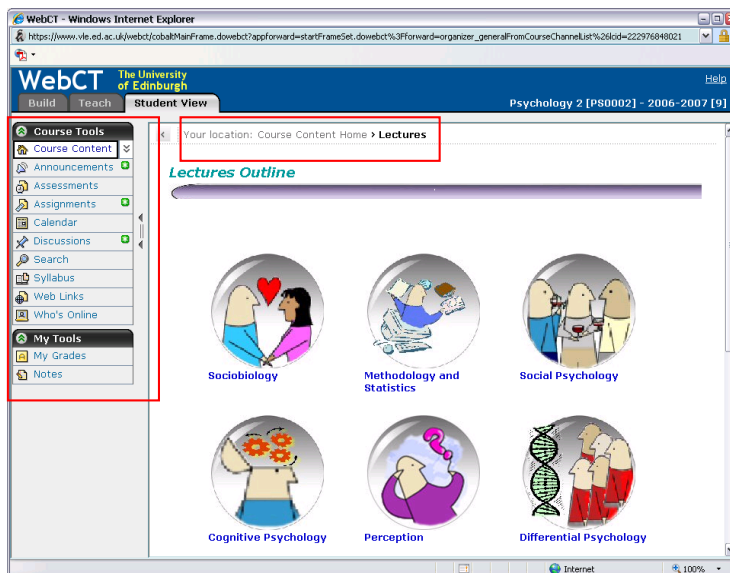 WebCT - Windows Internet Explorer
https://www.vle.ed.ac.uk/webct/cobaltMainFrame.dowebct?appforward=startFrameSet.dowebct%3Fforward=organizer_generalFromCourseChannelList%26lcid=222976848021
WebCT The University of Edinburgh
Help
Build Teach Student View
Psychology 2 [PS0002] - 2006-2007 [9]
Course Tools
Course Content
Announcements
Assessments
Assignments
Calendar
Discussions
Search
Syllabus
Web Links
Who's Online
My Tools
My Grades
Notes
Your location: Course Content Home › Lectures
Lectures Outline
Sociobiology
Methodology and
Statistics
Social Psychology
Cognitive Psychology
Perception
Differential Psychology
Internet
100%